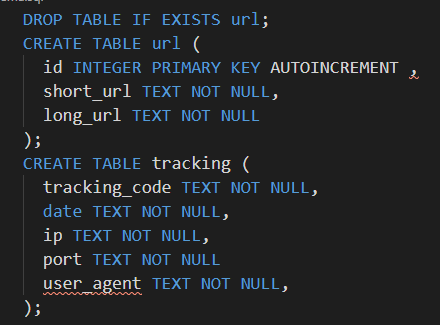 DROP TABLE IF EXISTS url;
CREATE TABLE url (
id INTEGER PRIMARY KEY AUTOINCREMENT ,
short_url TEXT NOT NULL,
long_url TEXT NOT NULL
);
CREATE TABLE tracking (
tracking_code TEXT NOT NULL,
date TEXT NOT NULL,
ip TEXT NOT NULL,
port TEXT NOT NULL
user_agent TEXT NOT NULL,
);